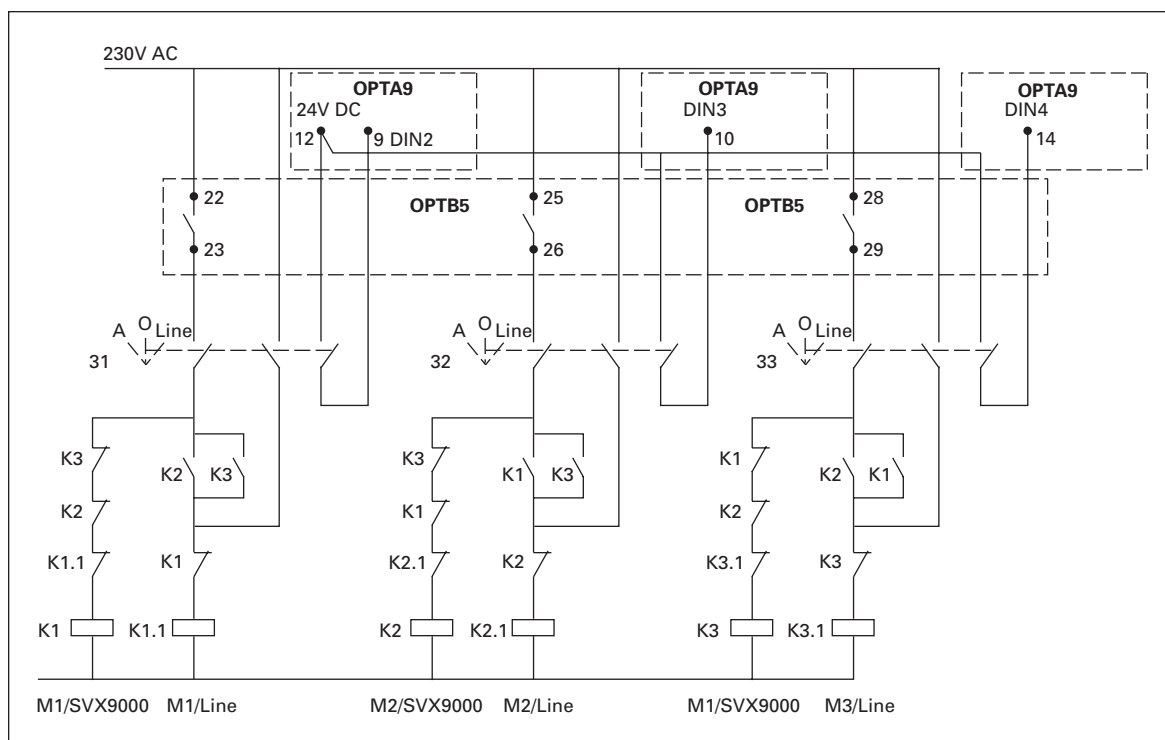 230V AC
OPTA9
24V DC
12
9 DIN2
OPTA9
DIN3
10
OPTA9
DIN4
14
22
25
28
OPTB5
OPTB5
23
26
29
A O Line
A O Line
A O Line
31
32
33
K3
K2
K3
K3
K1
K3
K1
K2
K1
K2
K1
K2
K1.1
K1
K2.1
K2
K3.1
K3
K1
K1.1
K2
K2.1
K3
K3.1
M1/SVX9000
M1/Line
M2/SVX9000
M2/Line
M1/SVX9000
M3/Line